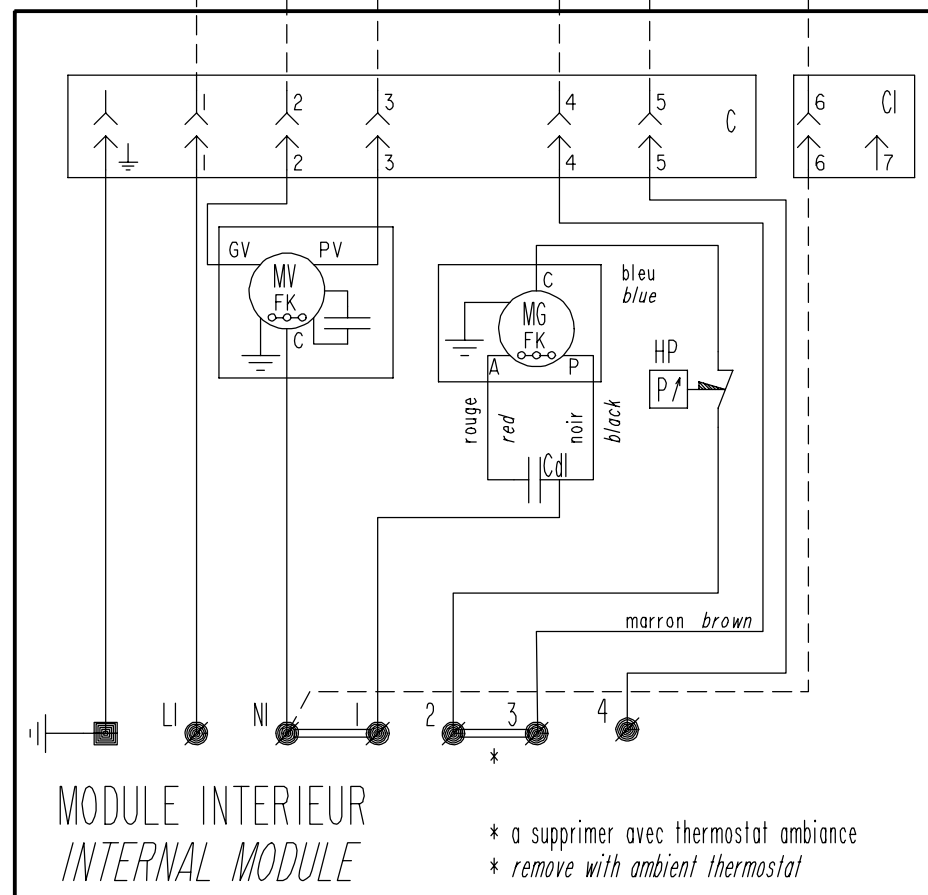 1 2 3 4 5 C 6 CI
1 2 3 4 5 6 7
GV PV
MV
FK
C
C
MG
FK
A P
bleu
blue
HP
P
rouge
red
noir
black
Cdl
marron brown
LI NI 1 2 3 4
*
MODULE INTERIEUR
INTERNAL MODULE
* a supprimer avec thermostat ambiance
* remove with ambient thermostat